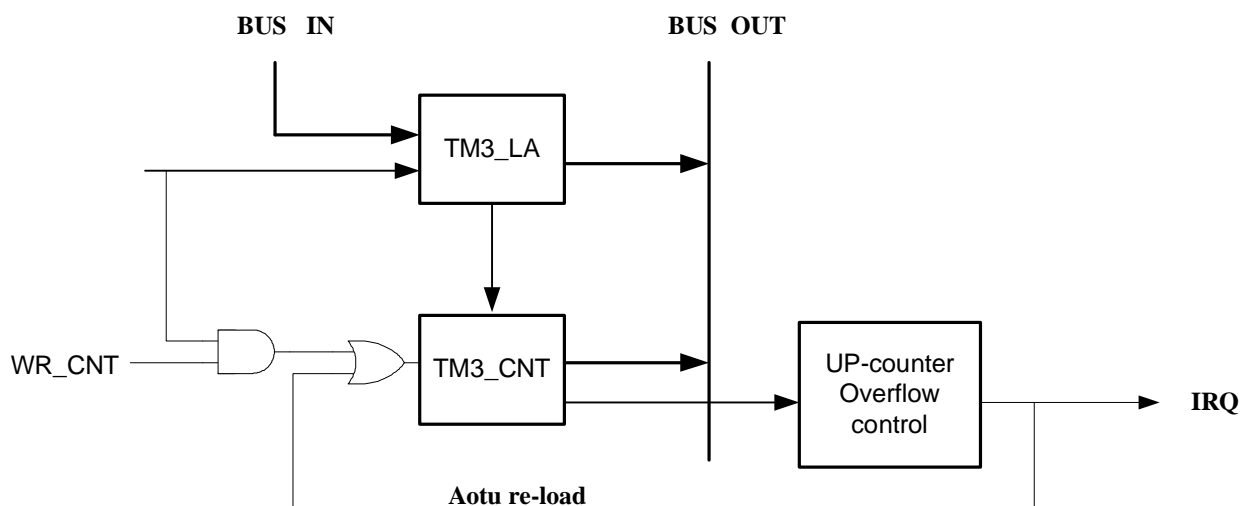 BUS IN
BUS OUT
TM3_LA
WR_CNT
TM3_CNT
UP-counter
Overflow
control
IRQ
Aotu re-load